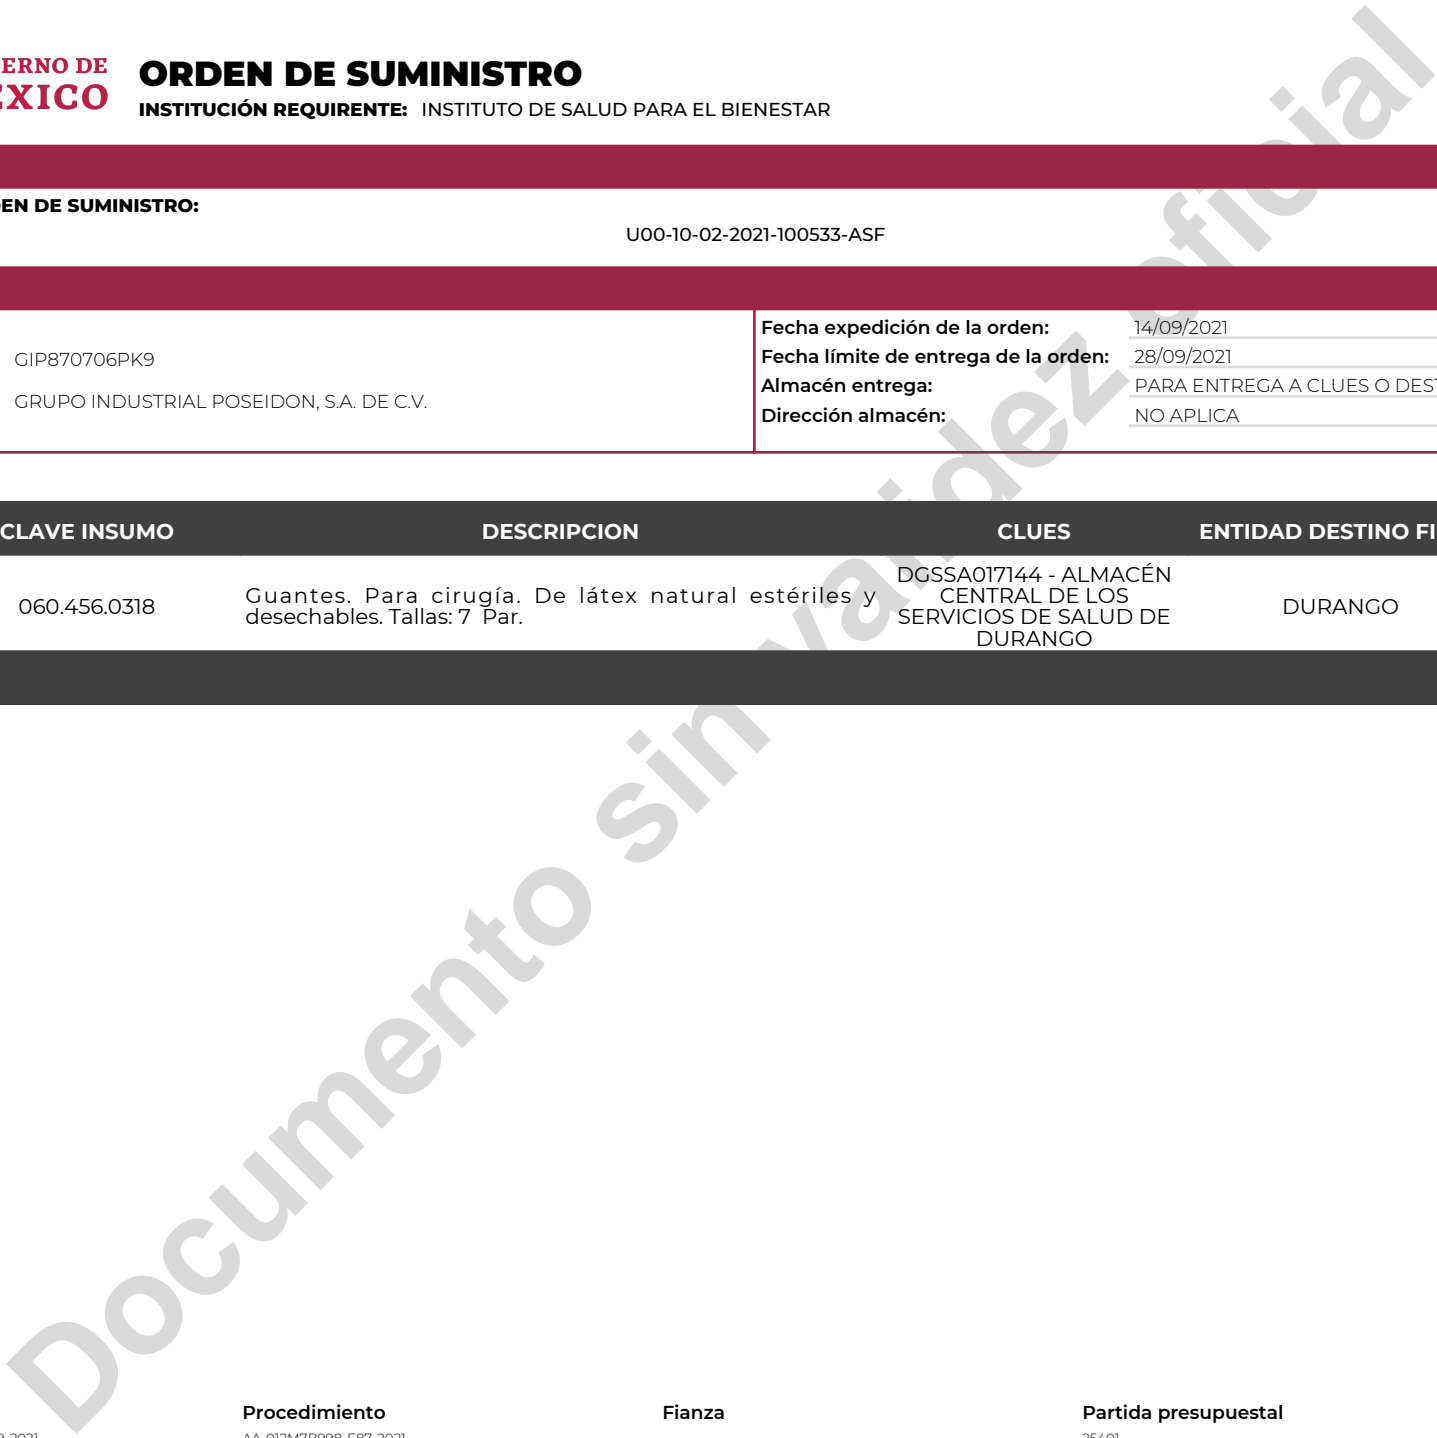 ERNO DE
ÉXICO
ORDEN DE SUMINISTRO
INSTITUCIÓN REQUIRENTE: INSTITUTO DE SALUD PARA EL BIENESTAR
EN DE SUMINISTRO:
U00-10-02-2021-100533-ASF
GIP870706PK9
GRUPO INDUSTRIAL POSEIDON, S.A. DE C.V.
Fecha expedición de la orden: 14/09/2021
Fecha límite de entrega de la orden: 28/09/2021
Almacén entrega: PARA ENTREGA A CLUES O DEST
Dirección almacén: NO APLICA
CLAVE INSUMO DESCRIPCION CLUES ENTIDAD DESTINO FI
060.456.0318
Guantes. Para cirugía. De látex natural estériles y
desechables. Tallas: 7 Par.
DGSSA017144 - ALMACÉN
CENTRAL DE LOS
SERVICIOS DE SALUD DE
DURANGO
DURANGO
Documento sin validez oficial
Procedimiento Fianza Partida presupuestal